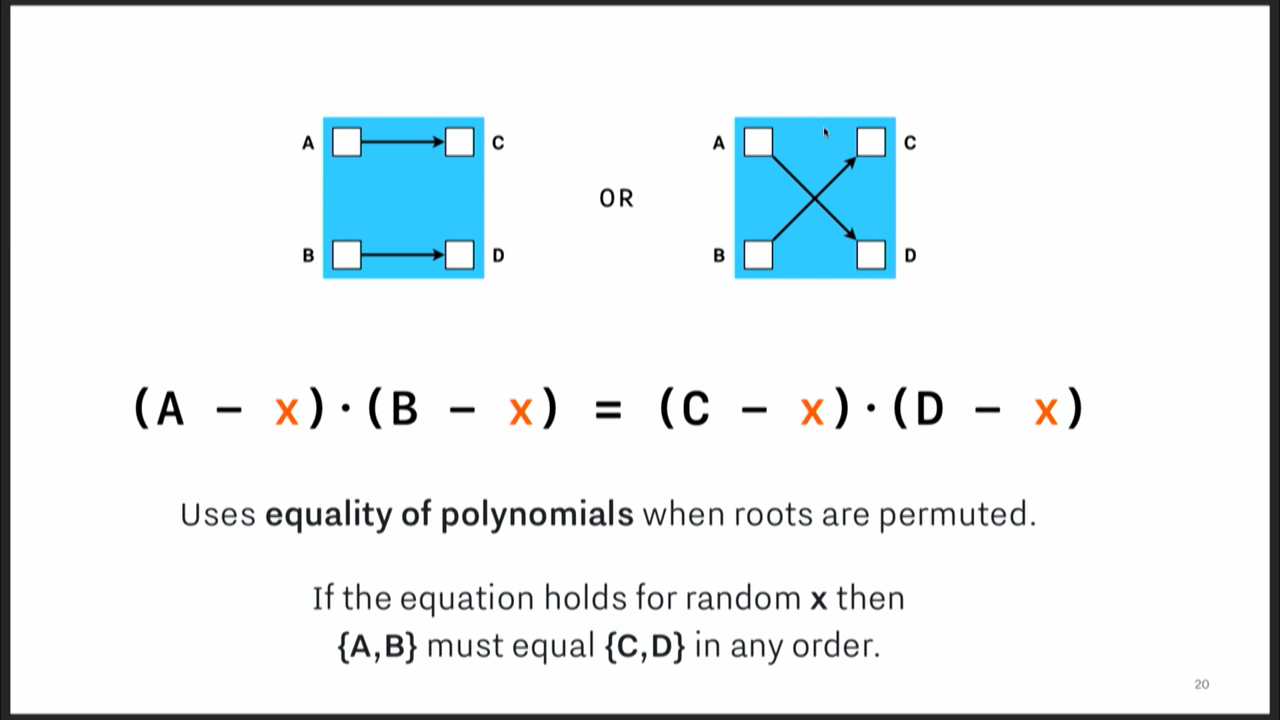 A C
B D
OR
A C
B D
(A − x)·(B − x) = (C − x)·(D − x)
Uses equality of polynomials when roots are permuted.
If the equation holds for random x then
{A,B} must equal {C,D} in any order.
20